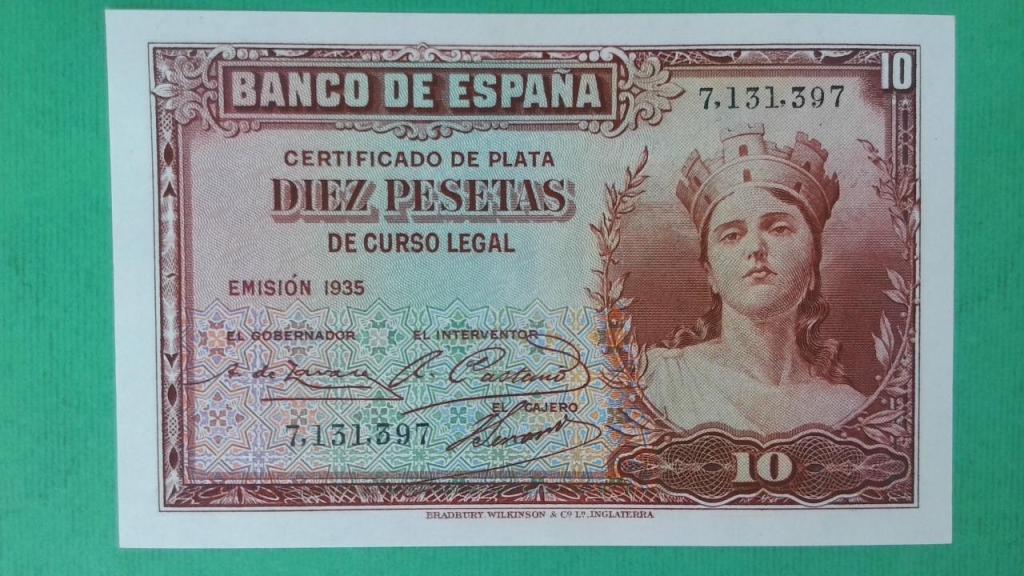 BANCO DE ESPAÑA
10
7,131,397
CERTIFICADO DE PLATA
DIEZ PESETAS
DE CURSO LEGAL
EMISIÓN 1935
EL GOBERNADOR EL INTERVENTOR
EL CAJERO
7,131,397
10
BRADBURY, WILKINSON & Cº Lº, INGLATERRA